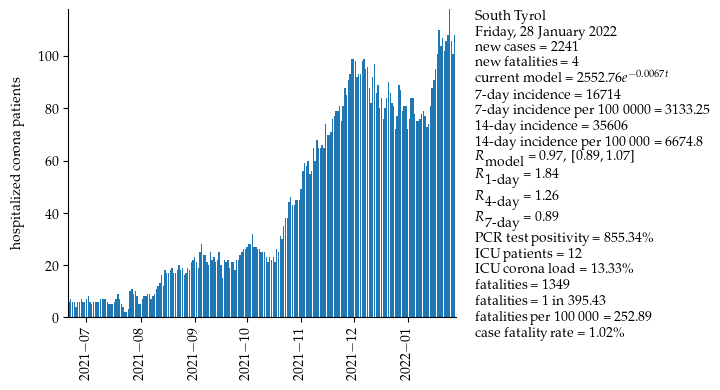 hospitalized corona patients
100
80
60
40
20
0
2021−07
2021−08
2021−09
2021−10
2021−11
2021−12
2022−01
South Tyrol
Friday, 28 January 2022
new cases = 2241
new fatalities = 4
current model = 2552.76e^{−0.0067t}
7-day incidence = 16714
7-day incidence per 100 0000 = 3133.25
14-day incidence = 35606
14-day incidence per 100 000 = 6674.8
R_model = 0.97, [0.89, 1.07]
R_1-day = 1.84
R_4-day = 1.26
R_7-day = 0.89
PCR test positivity = 855.34%
ICU patients = 12
ICU corona load = 13.33%
fatalities = 1349
fatalities = 1 in 395.43
fatalities per 100 000 = 252.89
case fatality rate = 1.02%